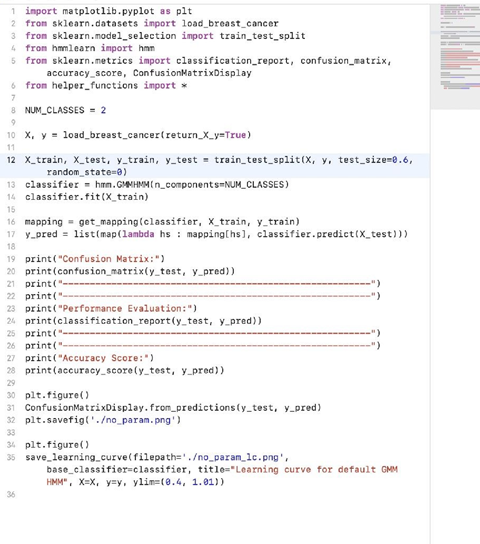 1 import matplotlib.pyplot as plt
2 from sklearn.datasets import load_breast_cancer
3 from sklearn.model_selection import train_test_split
4 from hmmlearn import hmm
5 from sklearn.metrics import classification_report, confusion_matrix,
accuracy_score, ConfusionMatrixDisplay
6 from helper_functions import *
7
8 NUM_CLASSES = 2
9
10 X, y = load_breast_cancer(return_X_y=True)
11
12 X_train, X_test, y_train, y_test = train_test_split(X, y, test_size=0.6,
random_state=0)
13 classifier = hmm.GMMHMM(n_components=NUM_CLASSES)
14 classifier.fit(X_train)
15
16 mapping = get_mapping(classifier, X_train, y_train)
17 y_pred = list(map(lambda hs : mapping[hs], classifier.predict(X_test)))
18
19 print("Confusion Matrix:")
20 print(confusion_matrix(y_test, y_pred))
21 print("----------------------------------------------------------")
22 print("----------------------------------------------------------")
23 print("Performance Evaluation:")
24 print(classification_report(y_test, y_pred))
25 print("----------------------------------------------------------")
26 print("----------------------------------------------------------")
27 print("Accuracy Score:")
28 print(accuracy_score(y_test, y_pred))
29
30 plt.figure()
31 ConfusionMatrixDisplay.from_predictions(y_test, y_pred)
32 plt.savefig('./no_param.png')
33
34 plt.figure()
35 save_learning_curve(filepath='./no_param_lc.png',
base_classifier=classifier, title="Learning curve for default GMM
HMM", X=X, y=y, ylim=(0.4, 1.01))
36